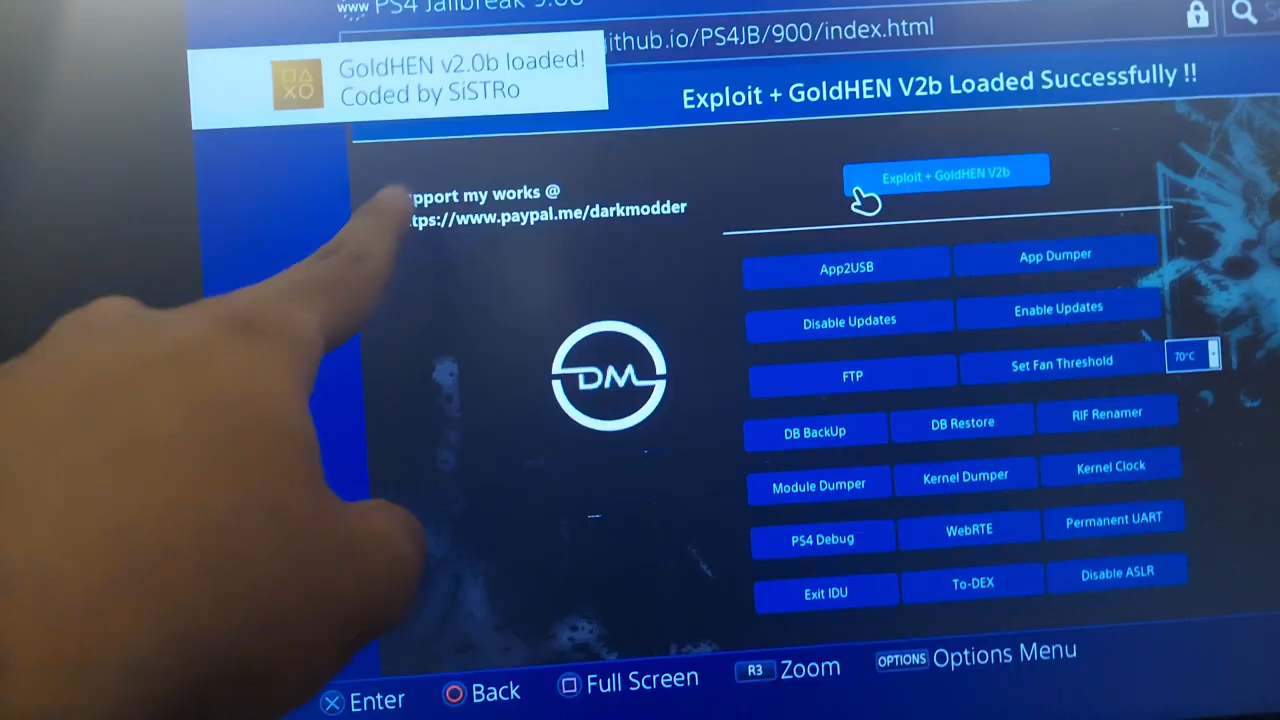 www PS4 Jailbreak
GoldHEN v2.0b loaded!
Coded by SiSTRo
ithub.io/PS4JB/900/index.html
Exploit + GoldHEN V2b Loaded Successfully !!
pport my works @
tps://www.paypal.me/darkmodder
DM
Exploit + GoldHEN V2b
App2USB App Dumper
Disable Updates Enable Updates
FTP Set Fan Threshold 70°C
DB BackUp DB Restore RIF Renamer
Module Dumper Kernel Dumper Kernel Clock
PS4 Debug WebRTE Permanent UART
Exit IDU To-DEX Disable ASLR
Enter Back Full Screen R3 Zoom OPTIONS Options Menu